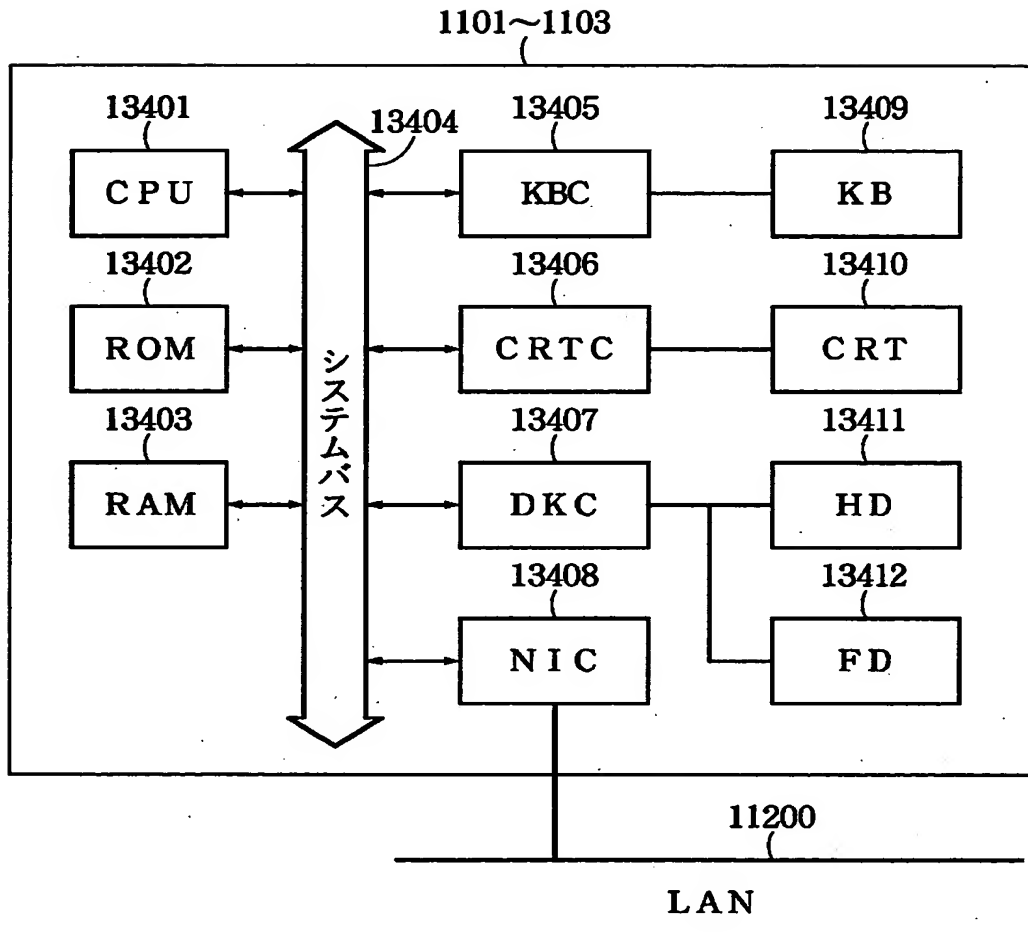 1101～1103
13401
13404
13405
13409
CPU
KBC
KB
13402
13406
13410
ROM
CRTC
CRT
システムバス
13403
13407
13411
RAM
DKC
HD
13408
13412
NIC
FD
11200
LAN